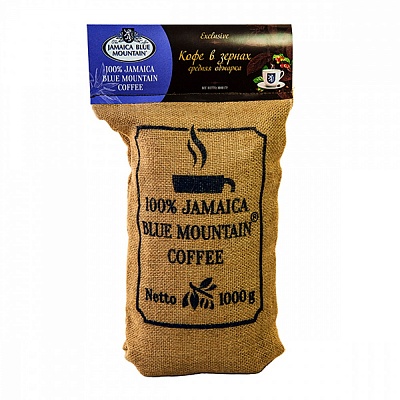 JAMAICA BLUE
MOUNTAIN®
100% JAMAICA
BLUE MOUNTAIN
COFFEE
Exclusive
Кофе в зернах
средняя обжарка
100% JAMAICA
BLUE MOUNTAIN®
COFFEE
Netto 1000 g